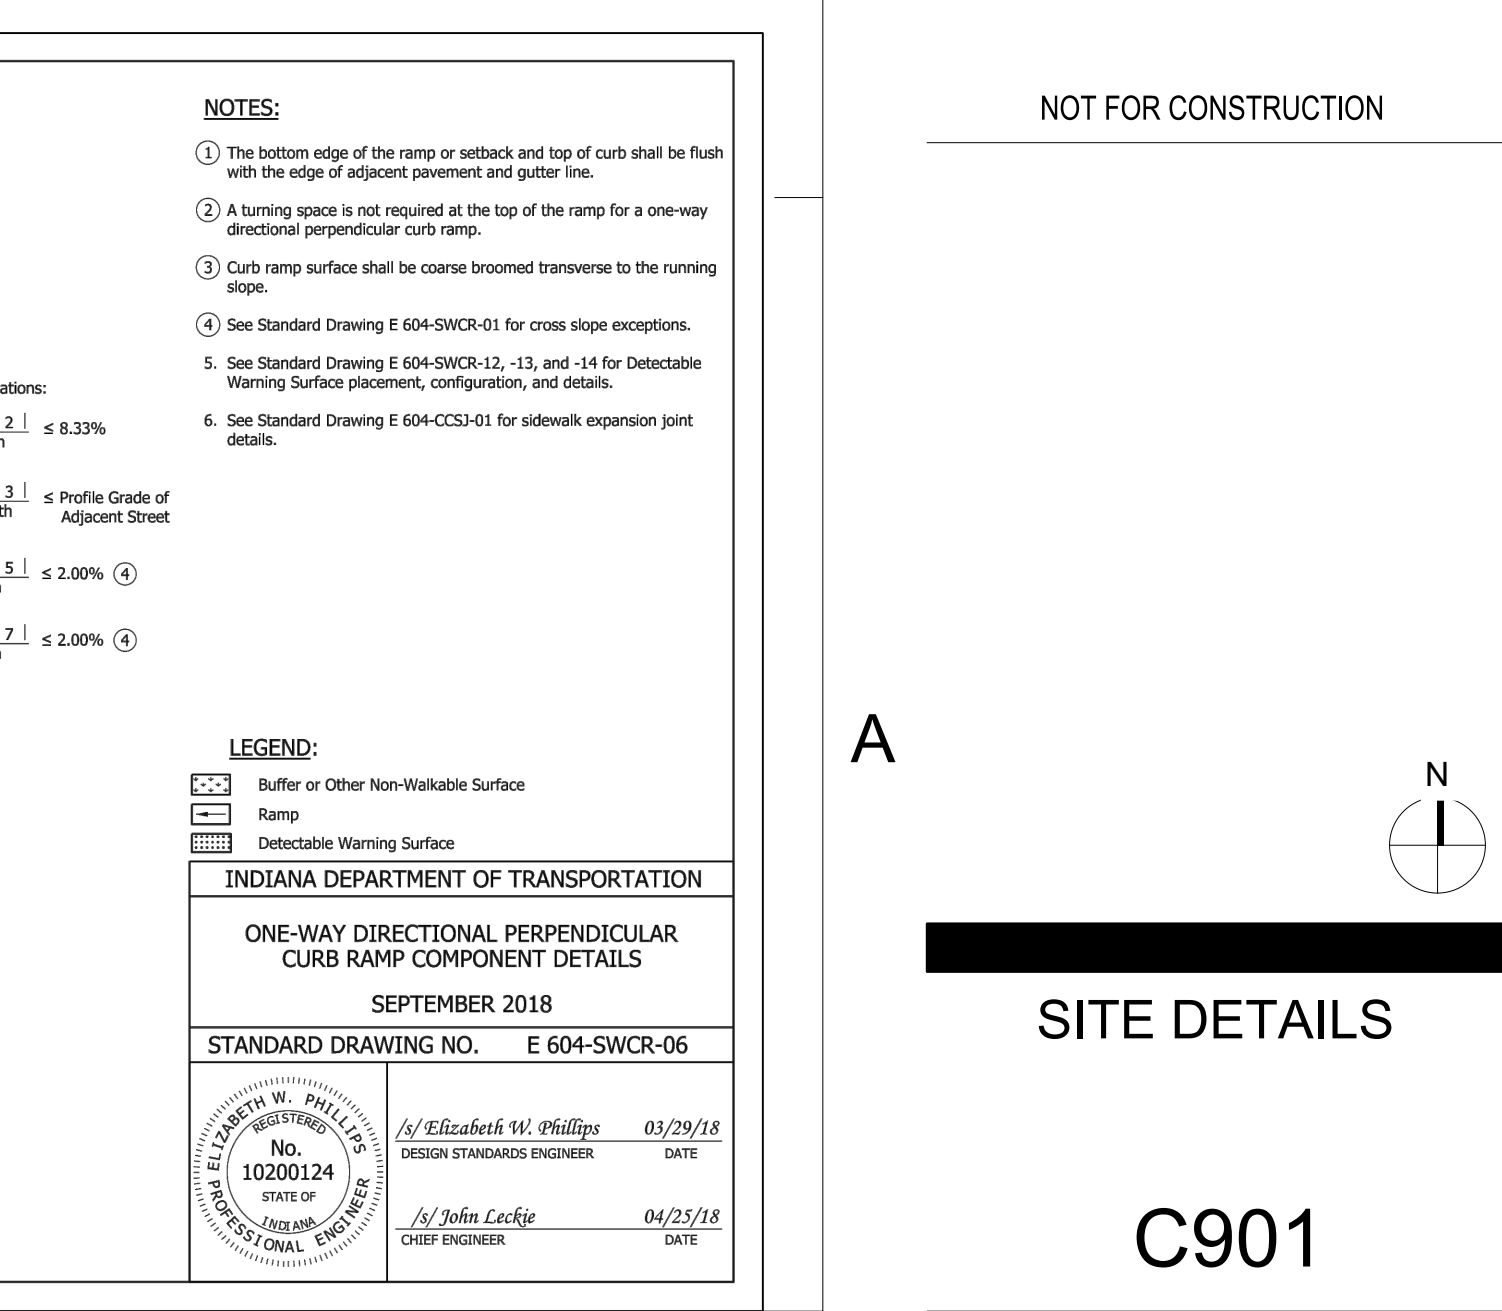 NOTES:
1 The bottom edge of the ramp or setback and top of curb shall be flush
with the edge of adjacent pavement and gutter line.
2 A turning space is not required at the top of the ramp for a one-way
directional perpendicular curb ramp.
3 Curb ramp surface shall be coarse broomed transverse to the running
slope.
4 See Standard Drawing E 604-SWCR-01 for cross slope exceptions.
5. See Standard Drawing E 604-SWCR-12, -13, and -14 for Detectable
Warning Surface placement, configuration, and details.
6. See Standard Drawing E 604-CCSJ-01 for sidewalk expansion joint
details.
ations:
2 | ≤ 8.33%
3 | ≤ Profile Grade of
th Adjacent Street
5 | ≤ 2.00% 4
7 | ≤ 2.00% 4
LEGEND:
Buffer or Other Non-Walkable Surface
Ramp
Detectable Warning Surface
INDIANA DEPARTMENT OF TRANSPORTATION
ONE-WAY DIRECTIONAL PERPENDICULAR
CURB RAMP COMPONENT DETAILS
SEPTEMBER 2018
STANDARD DRAWING NO. E 604-SWCR-06
ELIZABETH W. PHILLIPS
REGISTERED
No.
10200124
STATE OF
INDIANA
PROFESSIONAL ENGINEER
/s/ Elizabeth W. Phillips 03/29/18
DESIGN STANDARDS ENGINEER DATE
/s/ John Leckie 04/25/18
CHIEF ENGINEER DATE
NOT FOR CONSTRUCTION
A
N
SITE DETAILS
C901